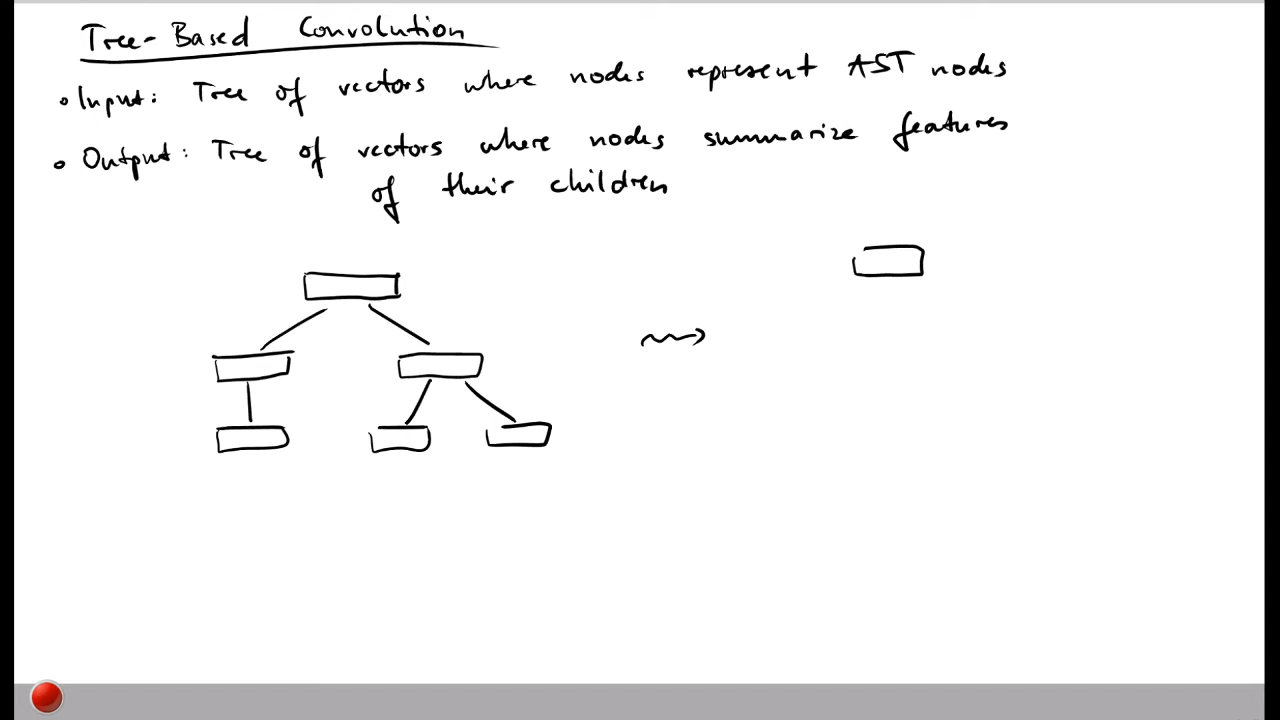 Tree-Based Convolution
• Input: Tree of vectors where nodes represent AST nodes
• Output: Tree of vectors where nodes summarize features
of their children